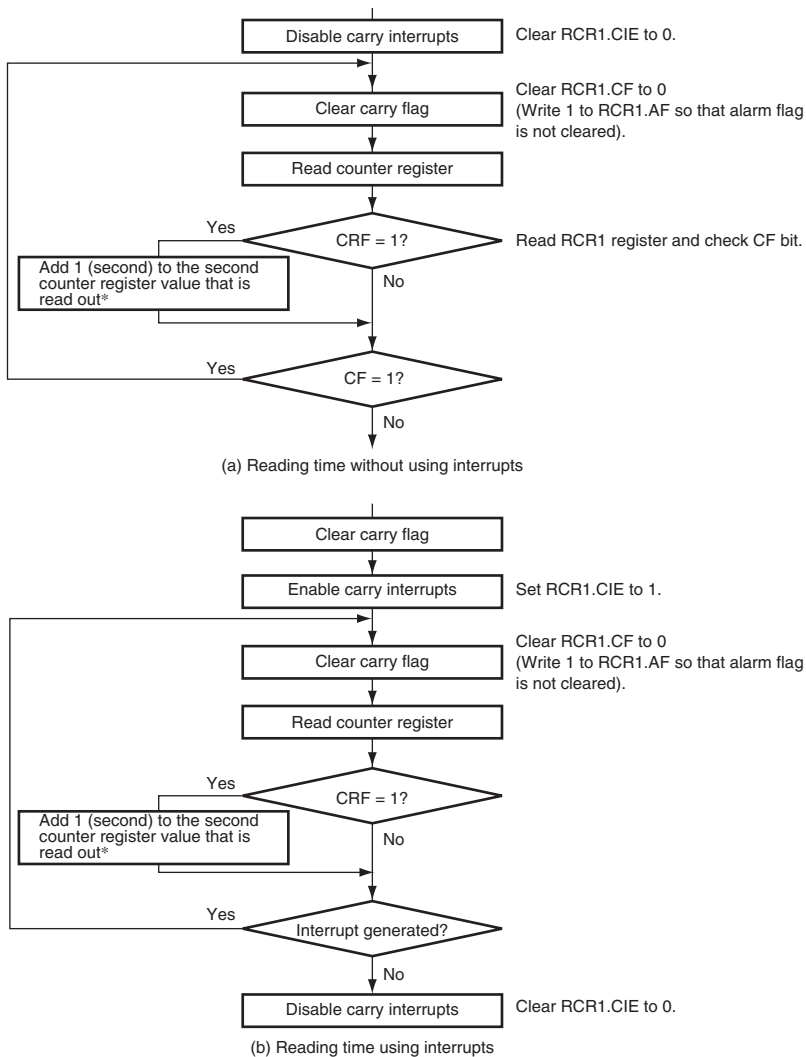 Disable carry interrupts
Clear RCR1.CIE to 0.
Clear carry flag
Clear RCR1.CF to 0
(Write 1 to RCR1.AF so that alarm flag
is not cleared).
Read counter register
Yes
CRF = 1?
Read RCR1 register and check CF bit.
Add 1 (second) to the second
counter register value that is
read out*
No
Yes
CF = 1?
No
(a) Reading time without using interrupts
Clear carry flag
Enable carry interrupts
Set RCR1.CIE to 1.
Clear carry flag
Clear RCR1.CF to 0
(Write 1 to RCR1.AF so that alarm flag
is not cleared).
Read counter register
Yes
CRF = 1?
Add 1 (second) to the second
counter register value that is
read out*
No
Yes
Interrupt generated?
No
Disable carry interrupts
Clear RCR1.CIE to 0.
(b) Reading time using interrupts